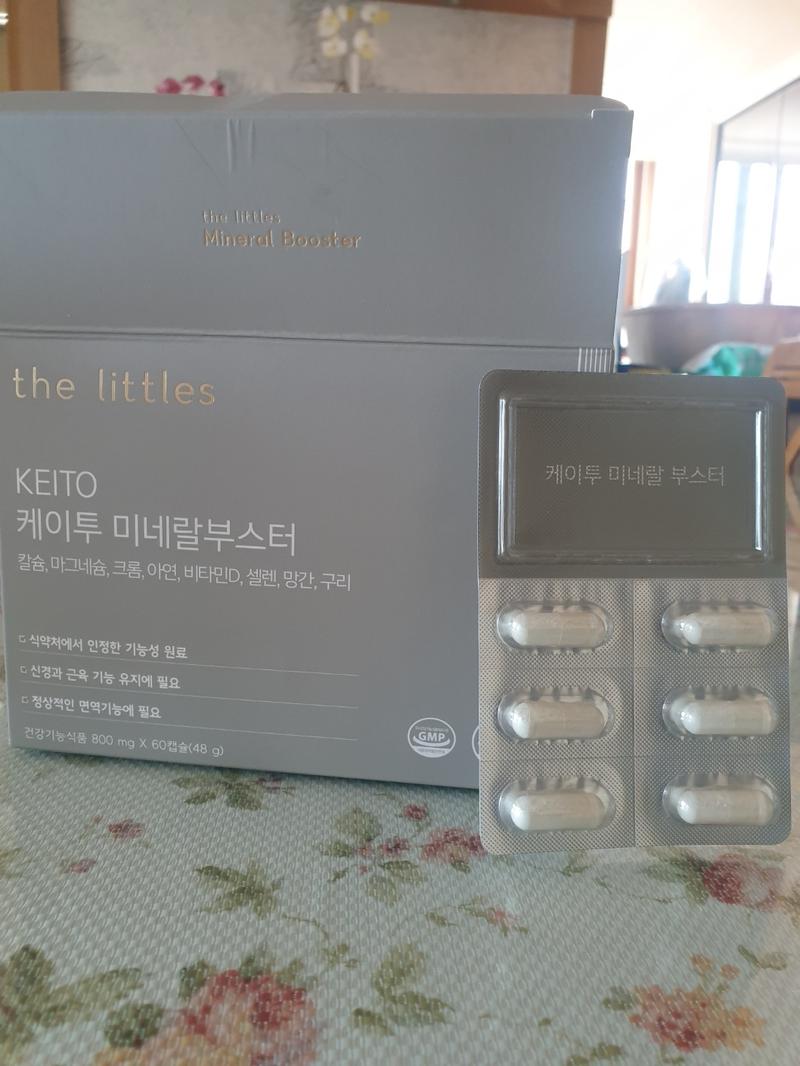 the littles
Mineral Booster
the littles
KEITO
케이투 미네랄부스터
칼슘, 마그네슘, 크롬, 아연, 비타민D, 셀렌, 망간, 구리
식약처에서 인정한 기능성 원료
신경과 근육 기능 유지에 필요
정상적인 면역기능에 필요
건강기능식품 800 mg X 60캡슐(48 g)
GMP
케이투 미네랄 부스터